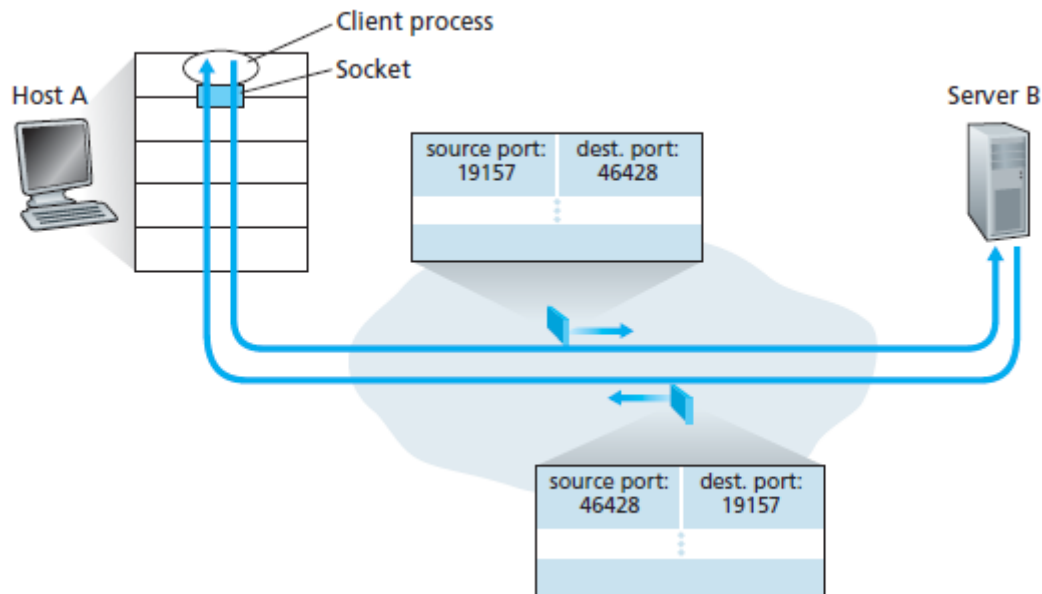 Client process
Socket
Host A
Server B
source port: dest. port:
19157 46428
source port: dest. port:
46428 19157